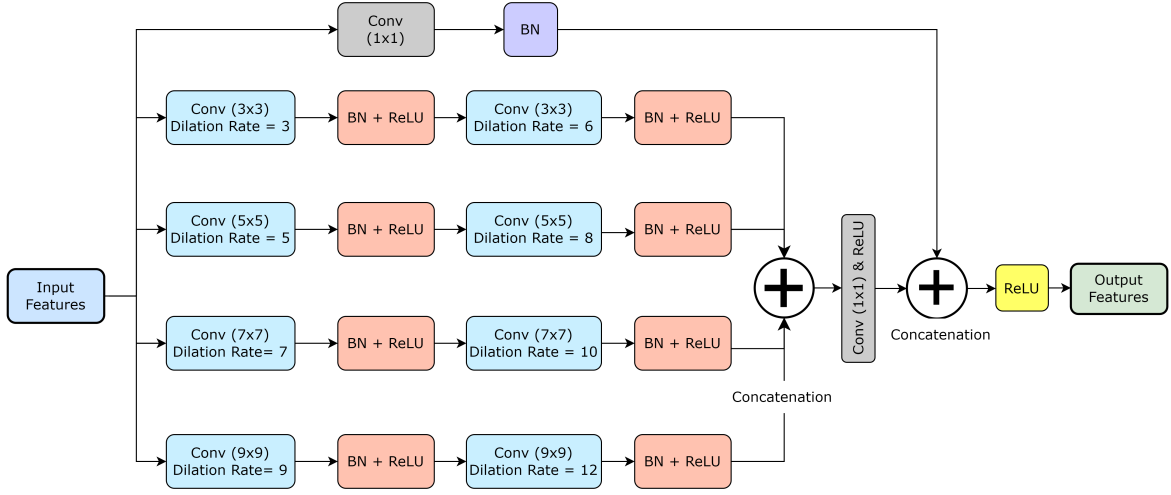 Conv
(1x1)
BN
Conv (3x3)
Dilation Rate = 3
BN + ReLU
Conv (3x3)
Dilation Rate = 6
BN + ReLU
Conv (5x5)
Dilation Rate = 5
BN + ReLU
Conv (5x5)
Dilation Rate = 8
BN + ReLU
Input
Features
Conv (1x1) & ReLU
ReLU
Output
Features
Concatenation
Conv (7x7)
Dilation Rate= 7
BN + ReLU
Conv (7x7)
Dilation Rate = 10
BN + ReLU
Concatenation
Conv (9x9)
Dilation Rate= 9
BN + ReLU
Conv (9x9)
Dilation Rate = 12
BN + ReLU